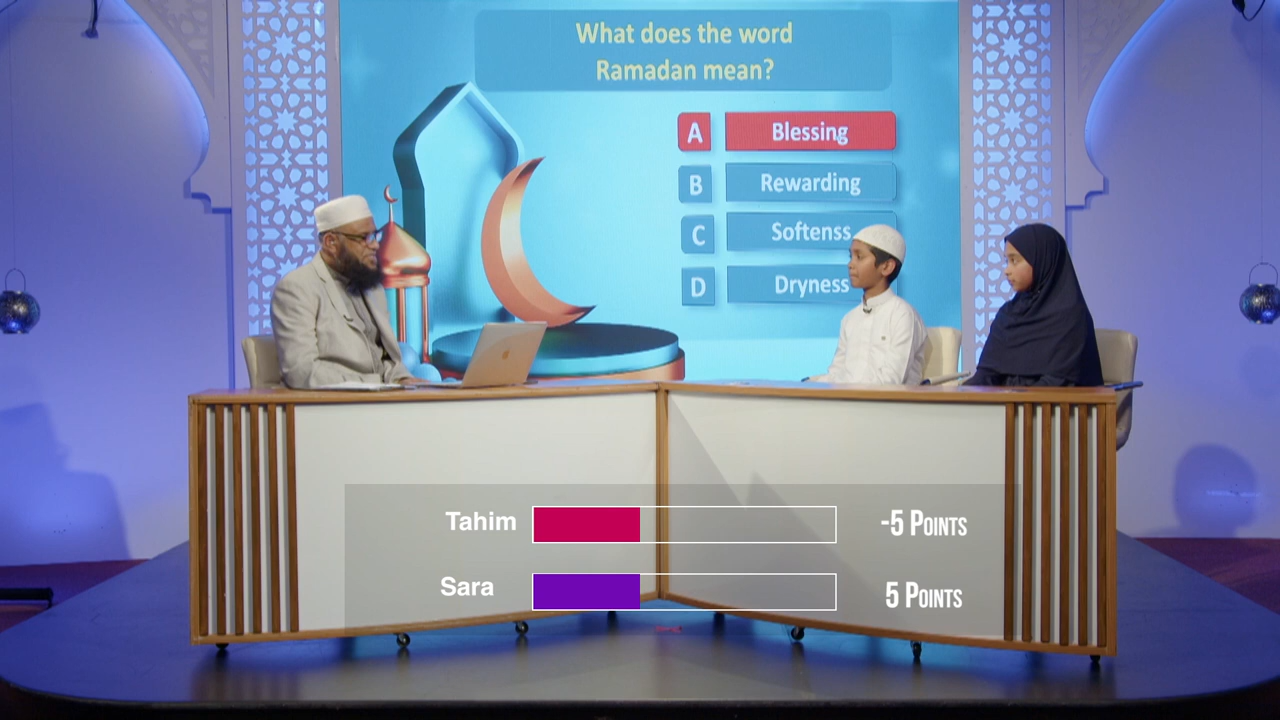 What does the word
Ramadan mean?
A Blessing
B Rewarding
C Softenss
D Dryness
Tahim -5 Points
Sara 5 Points